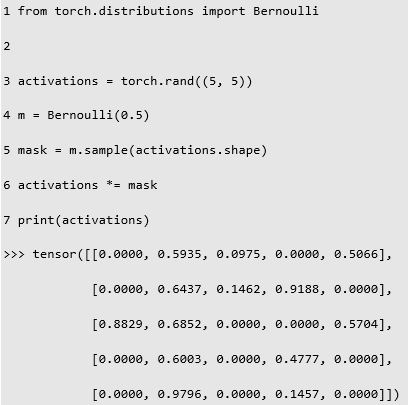 1 from torch.distributions import Bernoulli
2
3 activations = torch.rand((5, 5))
4 m = Bernoulli(0.5)
5 mask = m.sample(activations.shape)
6 activations *= mask
7 print(activations)
>>> tensor([[0.0000, 0.5935, 0.0975, 0.0000, 0.5066],
[0.0000, 0.6437, 0.1462, 0.9188, 0.0000],
[0.8829, 0.6852, 0.0000, 0.0000, 0.5704],
[0.0000, 0.6003, 0.0000, 0.4777, 0.0000],
[0.0000, 0.9796, 0.0000, 0.1457, 0.0000]])